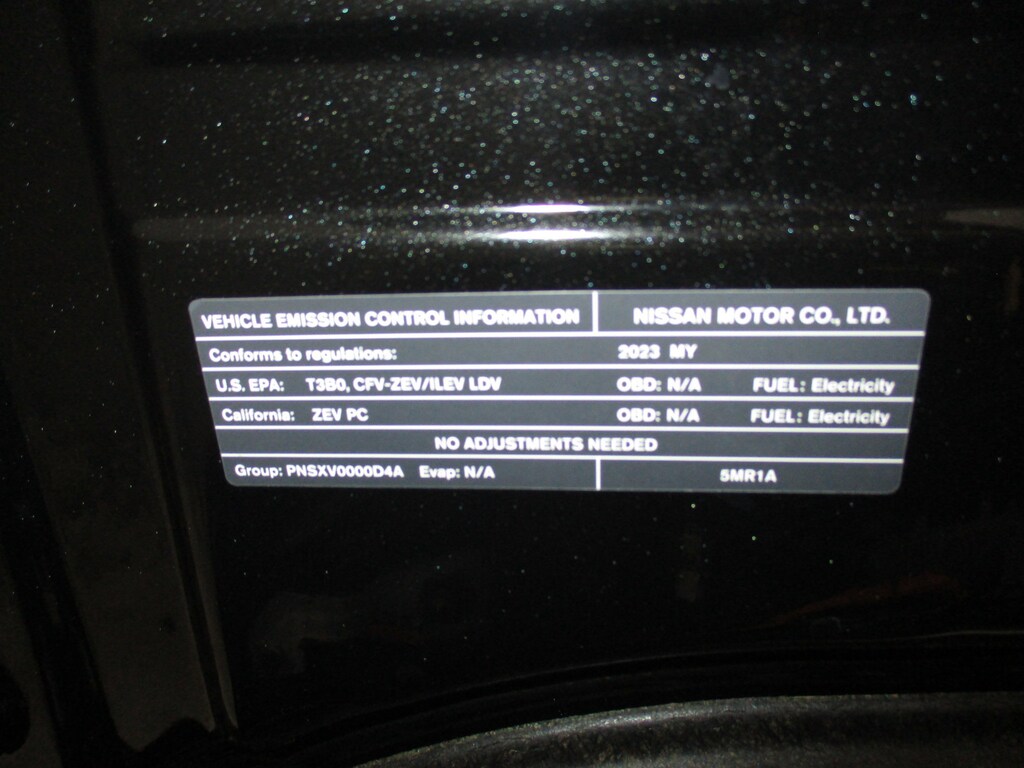 VEHICLE EMISSION CONTROL INFORMATION NISSAN MOTOR CO., LTD.
Conforms to regulations: 2023 MY
U.S. EPA: T3B0, CFV-ZEV/ILEV LDV OBD: N/A FUEL: Electricity
California: ZEV PC OBD: N/A FUEL: Electricity
NO ADJUSTMENTS NEEDED
Group: PNSXV0000D4A Evap: N/A 5MR1A